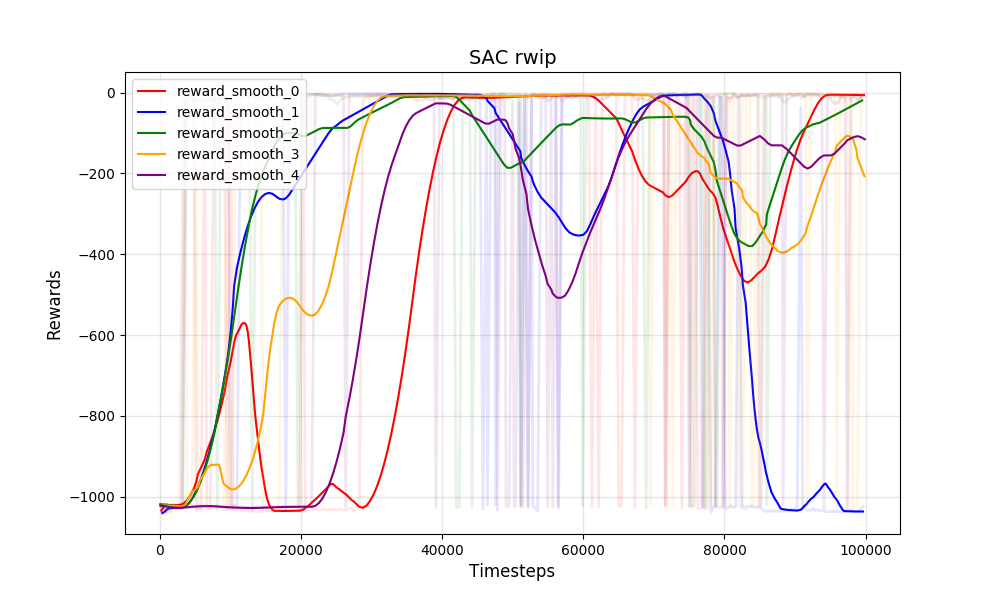 SAC rwip
reward_smooth_0
reward_smooth_1
reward_smooth_2
reward_smooth_3
reward_smooth_4
Rewards
0
−200
−400
−600
−800
−1000
0
20000
40000
60000
80000
100000
Timesteps